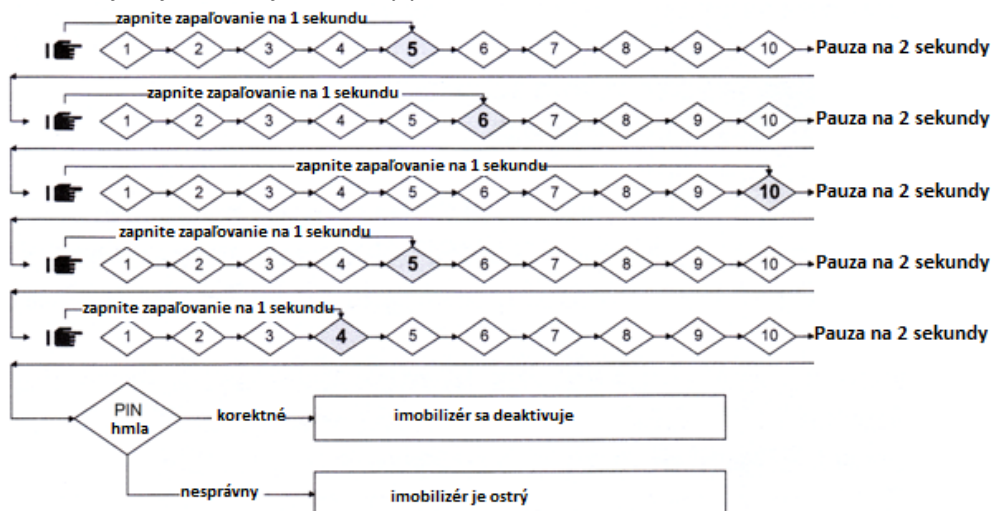 zapnite zapaľovanie na 1 sekundu
1 2 3 4 5 6 7 8 9 10 Pauza na 2 sekundy
zapnite zapaľovanie na 1 sekundu
1 2 3 4 5 6 7 8 9 10 Pauza na 2 sekundy
zapnite zapaľovanie na 1 sekundu
1 2 3 4 5 6 7 8 9 10 Pauza na 2 sekundy
zapnite zapaľovanie na 1 sekundu
1 2 3 4 5 6 7 8 9 10 Pauza na 2 sekundy
zapnite zapaľovanie na 1 sekundu
1 2 3 4 5 6 7 8 9 10 Pauza na 2 sekundy
PIN
hmla
korektné
imobilizér sa deaktivuje
nesprávny
imobilizér je ostrý